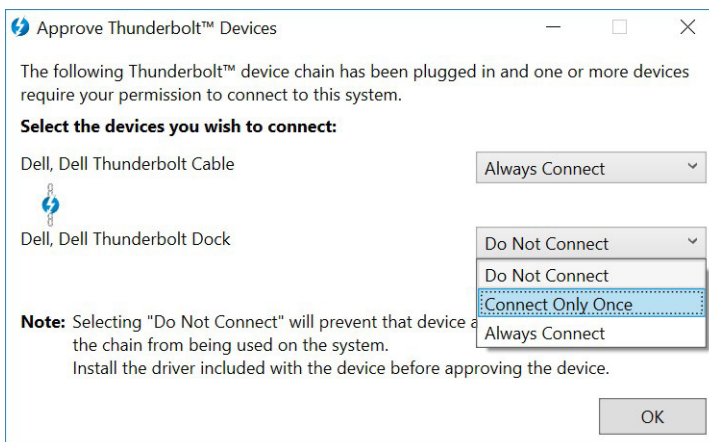 Approve Thunderbolt™ Devices
The following Thunderbolt™ device chain has been plugged in and one or more devices
require your permission to connect to this system.
Select the devices you wish to connect:
Dell, Dell Thunderbolt Cable
Always Connect
Dell, Dell Thunderbolt Dock
Do Not Connect
Do Not Connect
Connect Only Once
Always Connect
Note: Selecting "Do Not Connect" will prevent that device a
the chain from being used on the system.
Install the driver included with the device before approving the device.
OK